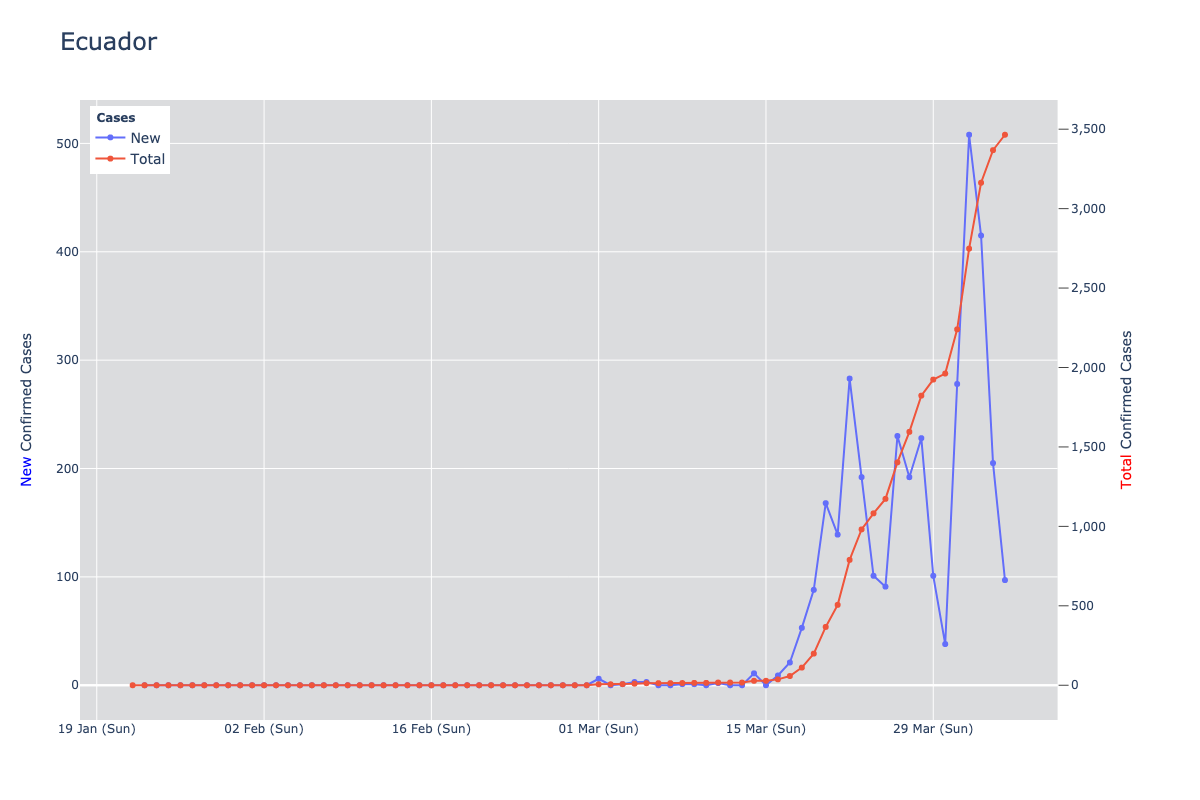 Ecuador
Cases
New
Total
500
400
300
200
100
0
3,500
3,000
2,500
2,000
1,500
1,000
500
0
New Confirmed Cases
Total Confirmed Cases
19 Jan (Sun)
02 Feb (Sun)
16 Feb (Sun)
01 Mar (Sun)
15 Mar (Sun)
29 Mar (Sun)